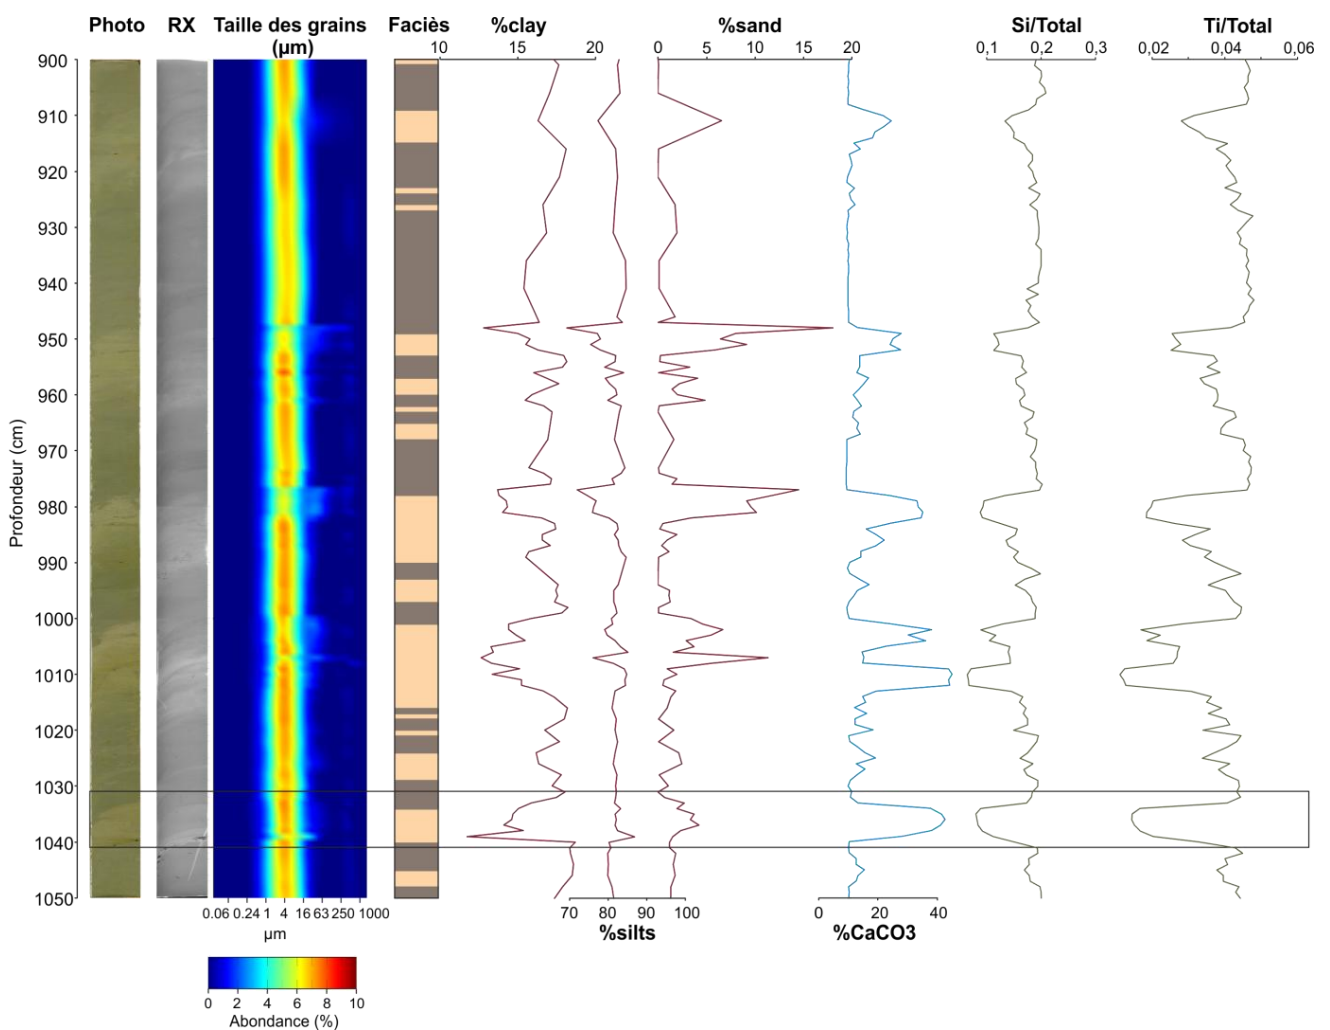 Photo RX Taille des grains Faciès %clay %sand Si/Total Ti/Total
(µm)
10 15 20 0 5 10 15 20 0,1 0,2 0,3 0,02 0,04 0,06
900
910
920
930
940
950
960
970
980
990
1000
1010
1020
1030
1040
1050
Profondeur (cm)
0.06 0.24 1 4 16 63 250 1000
µm
70 80 90 100
%silts
0 20 40
%CaCO3
0 2 4 6 8 10
Abondance (%)